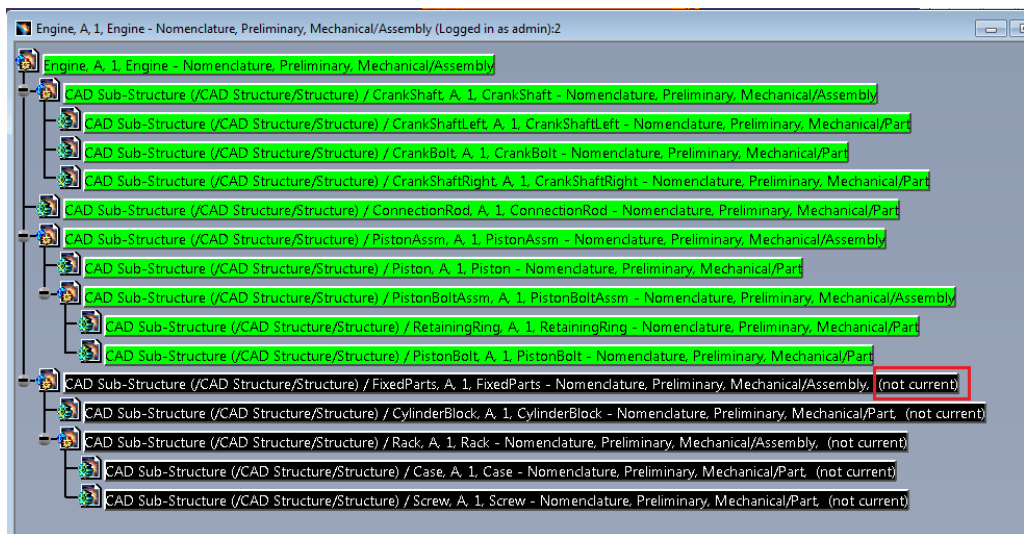 Engine, A, 1, Engine - Nomenclature, Preliminary, Mechanical/Assembly (Logged in as admin):2
Engine, A, 1, Engine - Nomenclature, Preliminary, Mechanical/Assembly
CAD Sub-Structure (/CAD Structure/Structure) / CrankShaft, A, 1, CrankShaft - Nomenclature, Preliminary, Mechanical/Assembly
CAD Sub-Structure (/CAD Structure/Structure) / CrankShaftLeft, A, 1, CrankShaftLeft - Nomenclature, Preliminary, Mechanical/Part
CAD Sub-Structure (/CAD Structure/Structure) / CrankBolt, A, 1, CrankBolt - Nomenclature, Preliminary, Mechanical/Part
CAD Sub-Structure (/CAD Structure/Structure) / CrankShaftRight, A, 1, CrankShaftRight - Nomenclature, Preliminary, Mechanical/Part
CAD Sub-Structure (/CAD Structure/Structure) / ConnectionRod, A, 1, ConnectionRod - Nomenclature, Preliminary, Mechanical/Part
CAD Sub-Structure (/CAD Structure/Structure) / PistonAssm, A, 1, PistonAssm - Nomenclature, Preliminary, Mechanical/Assembly
CAD Sub-Structure (/CAD Structure/Structure) / Piston, A, 1, Piston - Nomenclature, Preliminary, Mechanical/Part
CAD Sub-Structure (/CAD Structure/Structure) / PistonBoltAssm, A, 1, PistonBoltAssm - Nomenclature, Preliminary, Mechanical/Assembly
CAD Sub-Structure (/CAD Structure/Structure) / RetainingRing, A, 1, RetainingRing - Nomenclature, Preliminary, Mechanical/Part
CAD Sub-Structure (/CAD Structure/Structure) / PistonBolt, A, 1, PistonBolt - Nomenclature, Preliminary, Mechanical/Part
CAD Sub-Structure (/CAD Structure/Structure) / FixedParts, A, 1, FixedParts - Nomenclature, Preliminary, Mechanical/Assembly, (not current)
CAD Sub-Structure (/CAD Structure/Structure) / CylinderBlock, A, 1, CylinderBlock - Nomenclature, Preliminary, Mechanical/Part, (not current)
CAD Sub-Structure (/CAD Structure/Structure) / Rack, A, 1, Rack - Nomenclature, Preliminary, Mechanical/Assembly, (not current)
CAD Sub-Structure (/CAD Structure/Structure) / Case, A, 1, Case - Nomenclature, Preliminary, Mechanical/Part, (not current)
CAD Sub-Structure (/CAD Structure/Structure) / Screw, A, 1, Screw - Nomenclature, Preliminary, Mechanical/Part, (not current)